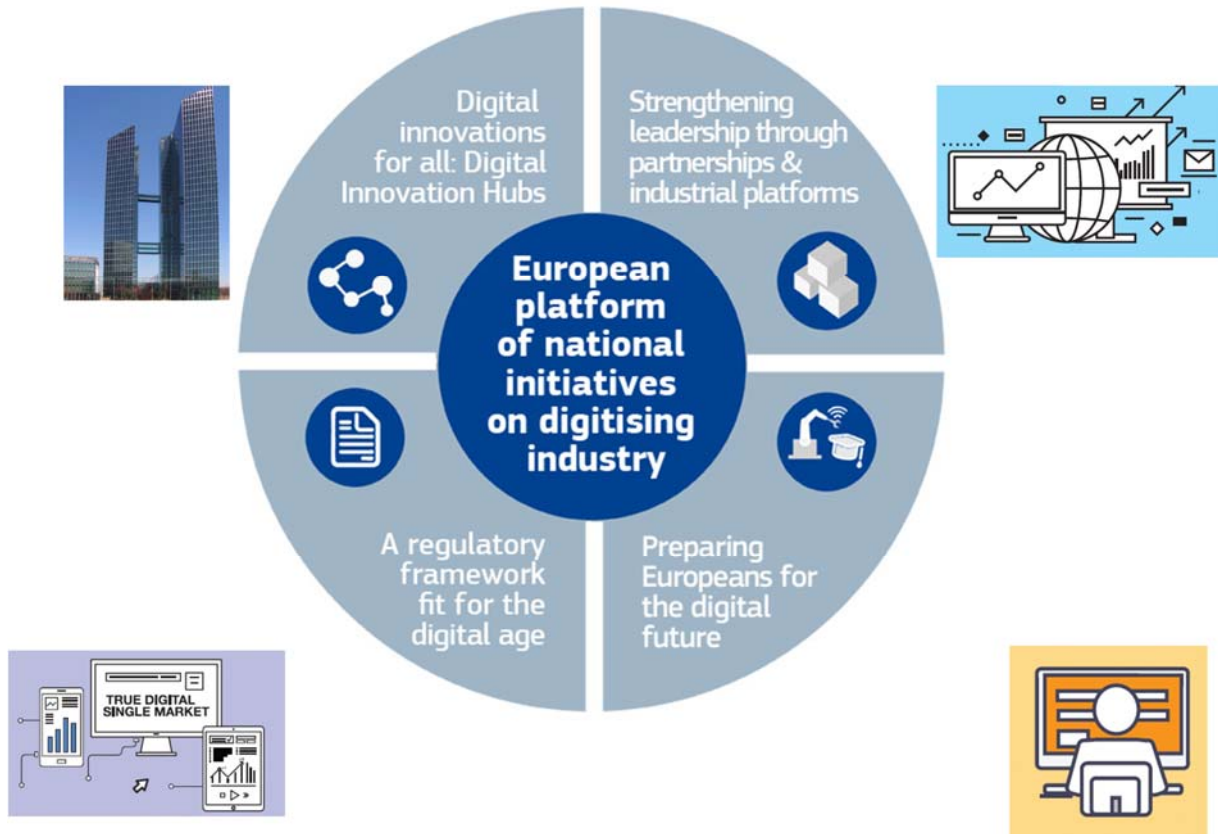 Digital
innovations
for all: Digital
Innovation Hubs
Strengthening
leadership through
partnerships &
industrial platforms
European
platform
of national
initiatives
on digitising
industry
A regulatory
framework
fit for the
digital age
Preparing
Europeans for
the digital
future
TRUE DIGITAL
SINGLE MARKET